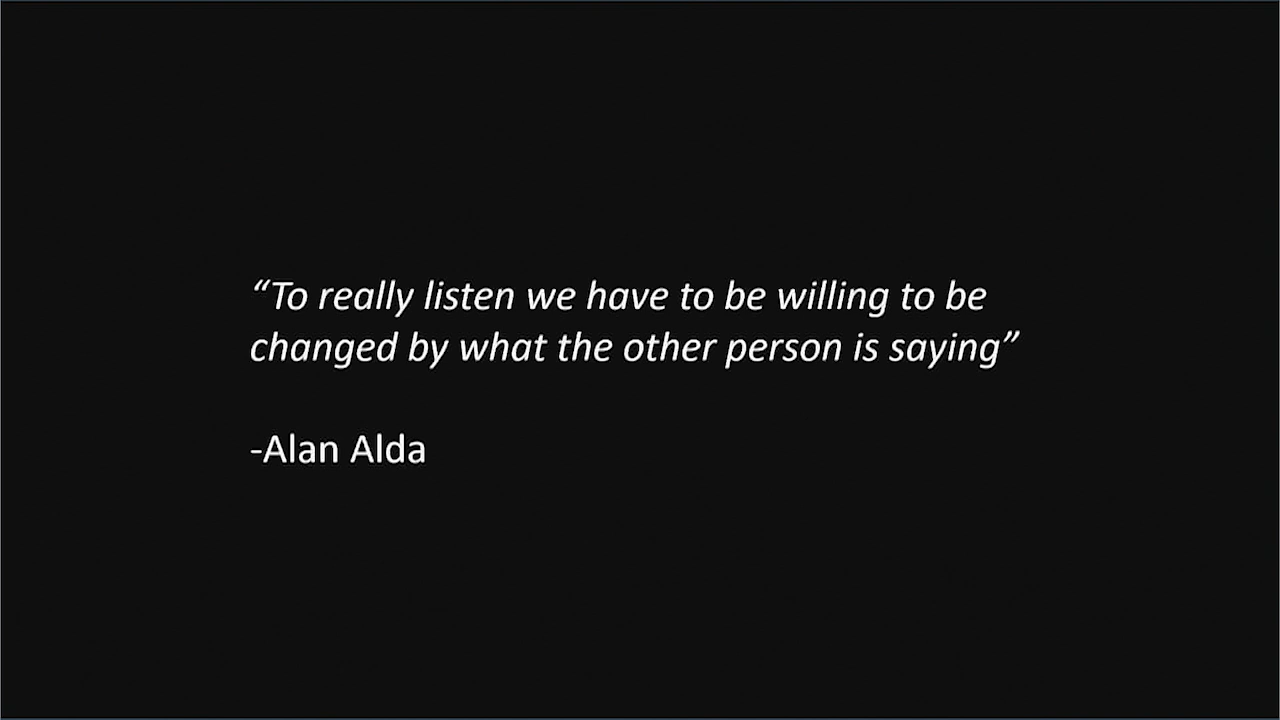 “To really listen we have to be willing to be
changed by what the other person is saying”
-Alan Alda